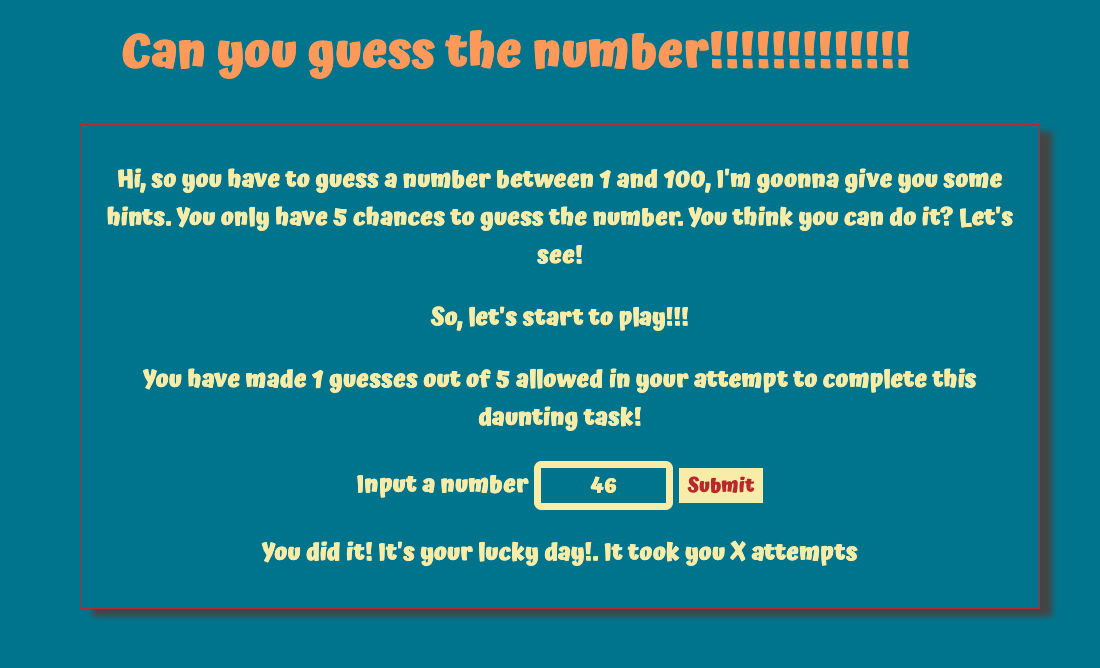 Can you guess the number!!!!!!!!!!!!!
Hi, so you have to guess a number between 1 and 100, I'm goonna give you some
hints. You only have 5 chances to guess the number. You think you can do it? Let's
see!
So, let's start to play!!!
You have made 1 guesses out of 5 allowed in your attempt to complete this
daunting task!
Input a number 46 Submit
You did it! It's your lucky day!. It took you X attempts